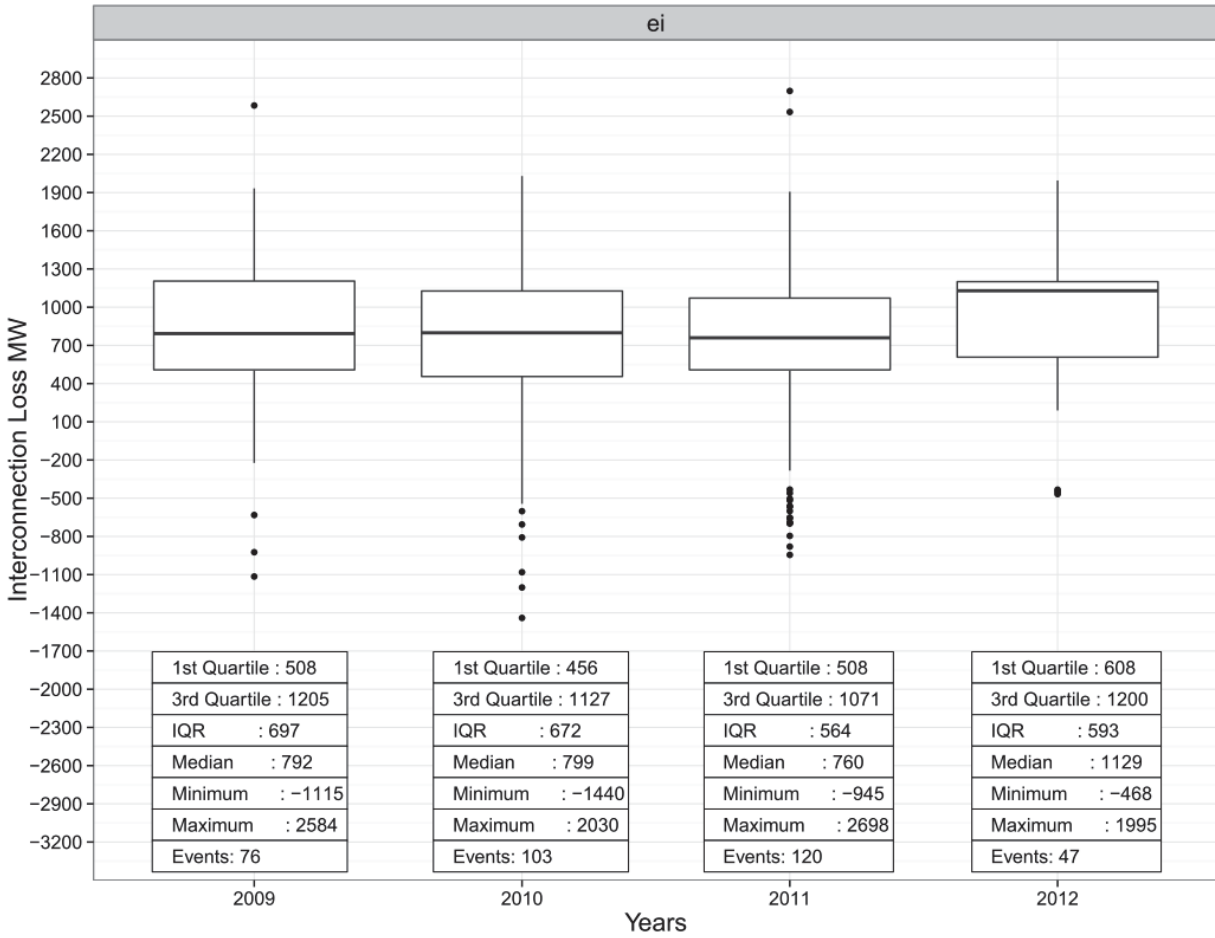 ei
Interconnection Loss MW
2800
2500
2200
1900
1600
1300
1000
700
400
100
−200
−500
−800
−1100
−1400
−1700
−2000
−2300
−2600
−2900
−3200
1st Quartile : 508
3rd Quartile : 1205
IQR : 697
Median : 792
Minimum : −1115
Maximum : 2584
Events: 76
1st Quartile : 456
3rd Quartile : 1127
IQR : 672
Median : 799
Minimum : −1440
Maximum : 2030
Events: 103
1st Quartile : 508
3rd Quartile : 1071
IQR : 564
Median : 760
Minimum : −945
Maximum : 2698
Events: 120
1st Quartile : 608
3rd Quartile : 1200
IQR : 593
Median : 1129
Minimum : −468
Maximum : 1995
Events: 47
2009 2010 2011 2012
Years